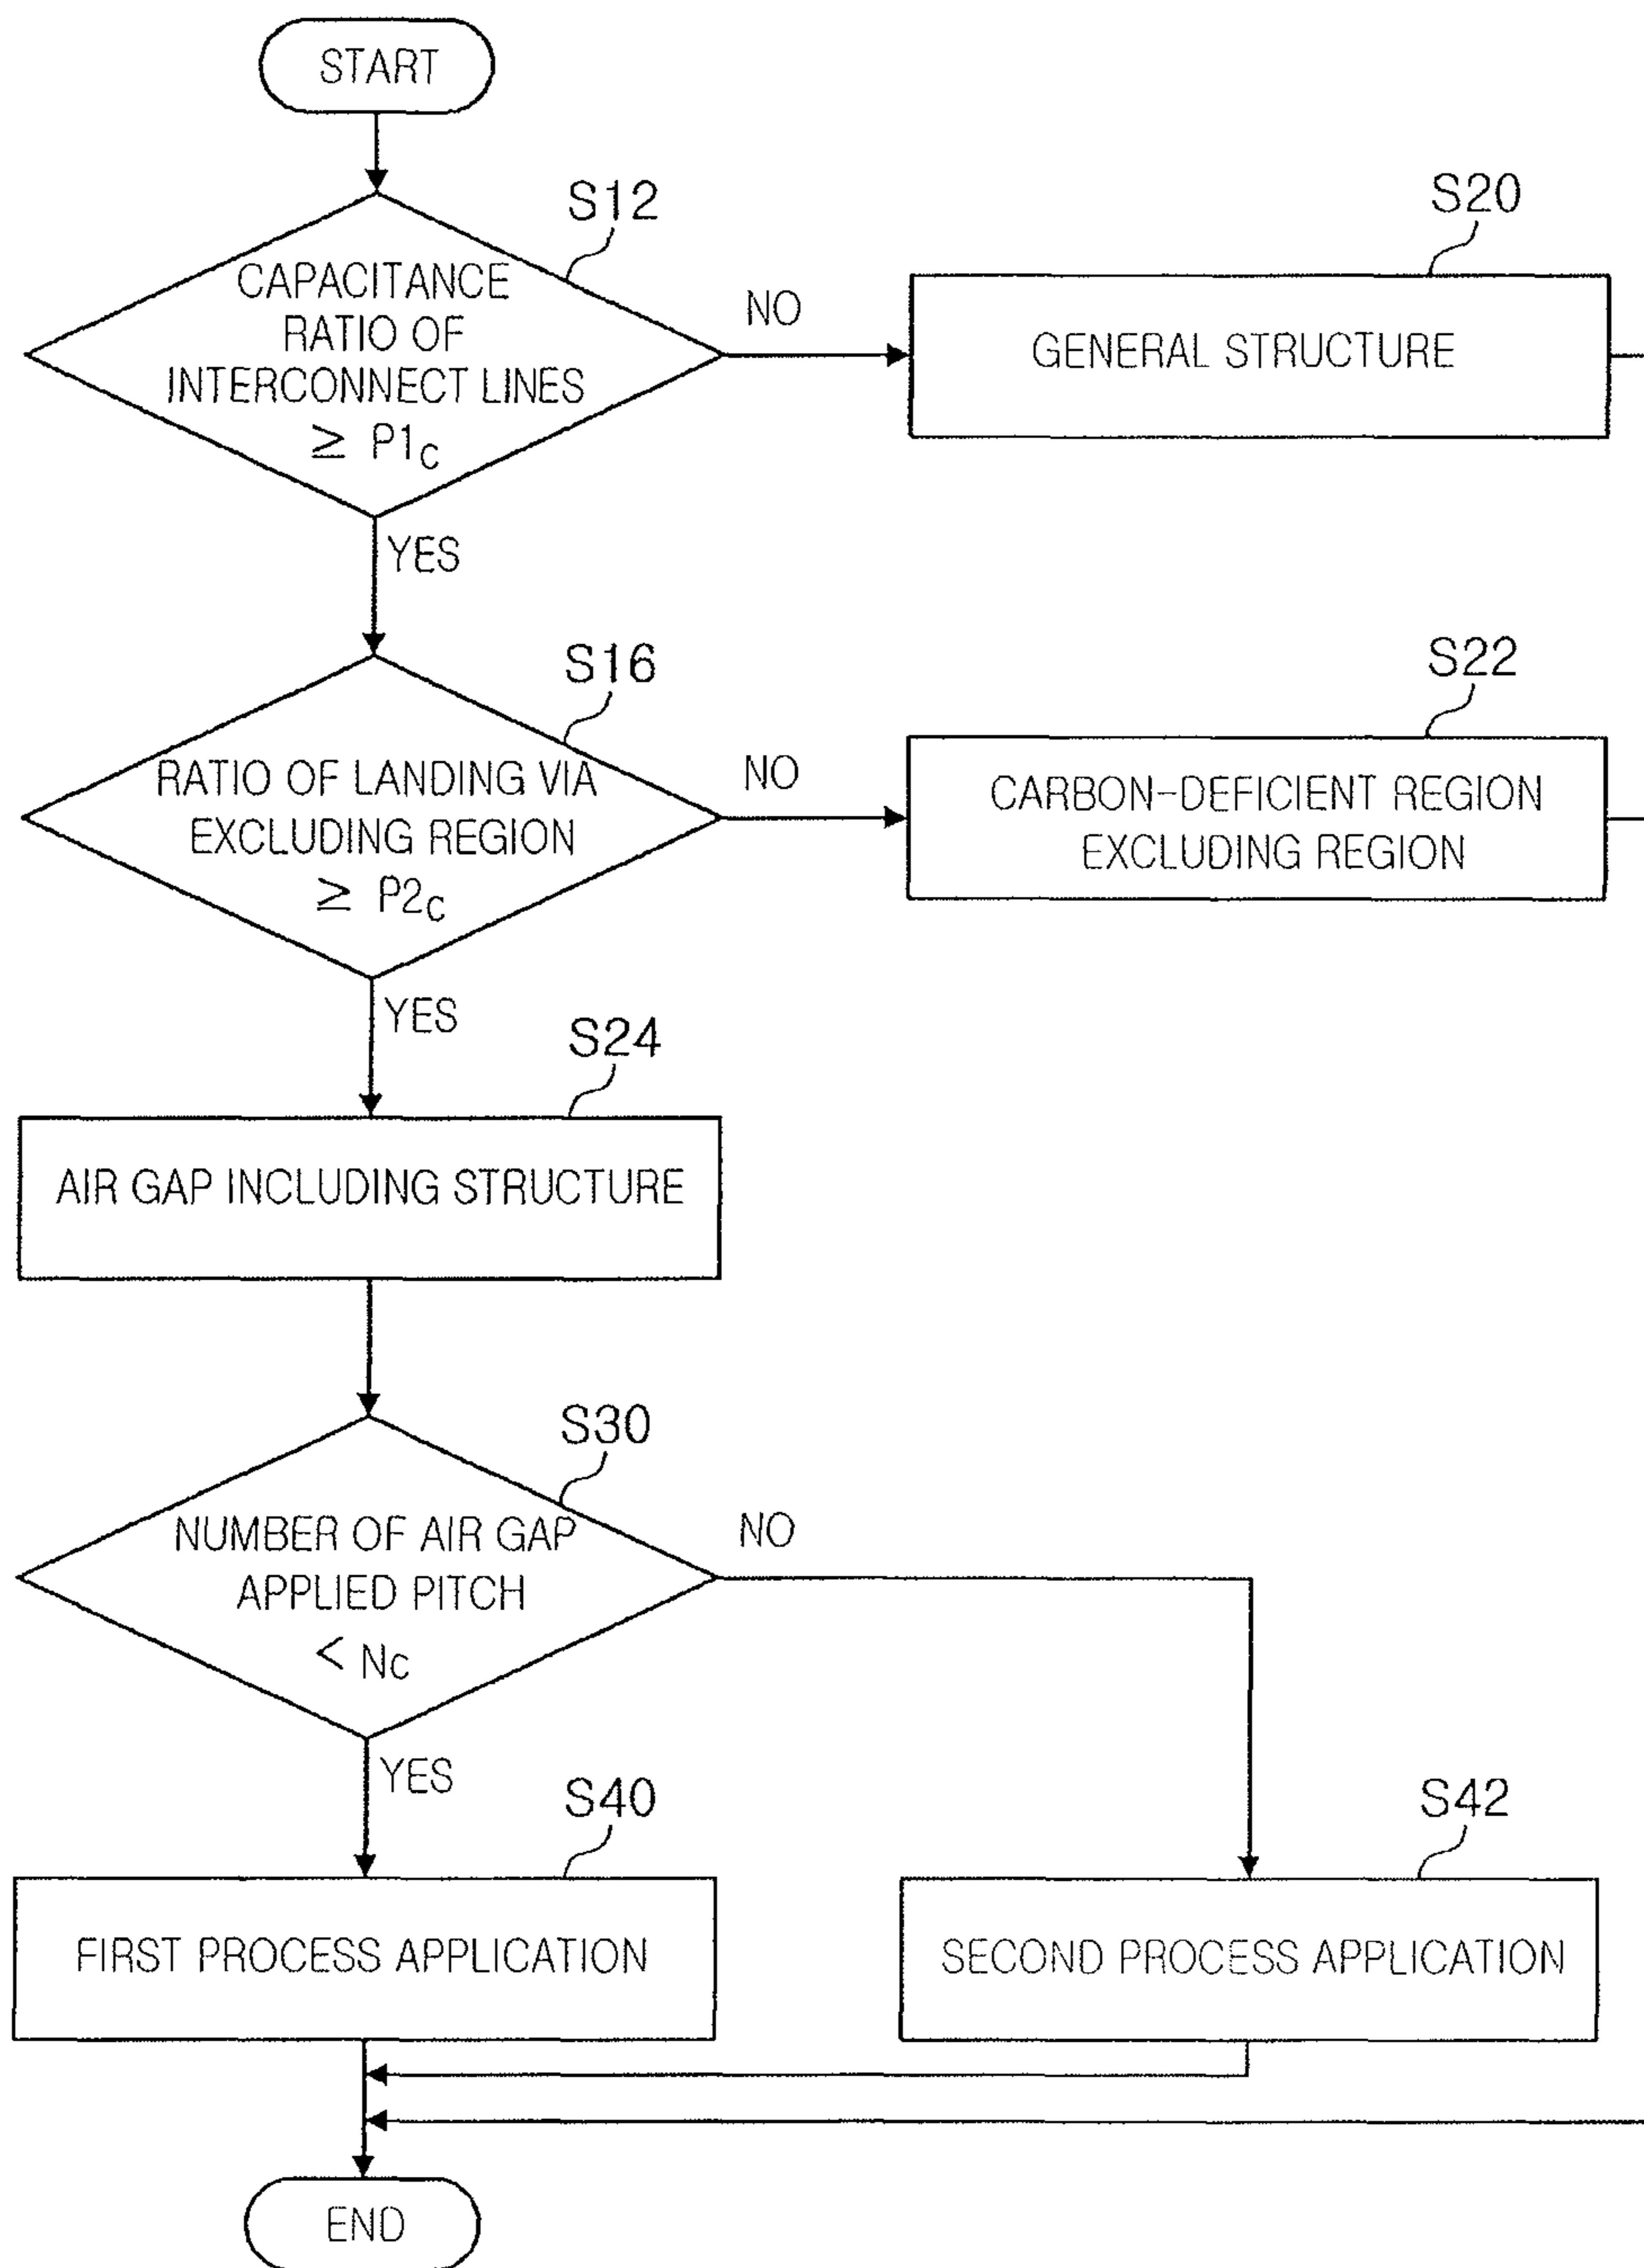 START
S12
CAPACITANCE
RATIO OF
INTERCONNECT LINES
≥ P1C
NO
S20
GENERAL STRUCTURE
YES
S16
RATIO OF LANDING VIA
EXCLUDING REGION
≥ P2C
NO
S22
CARBON-DEFICIENT REGION
EXCLUDING REGION
YES
S24
AIR GAP INCLUDING STRUCTURE
S30
NUMBER OF AIR GAP
APPLIED PITCH
< Nc
NO
YES
S40
FIRST PROCESS APPLICATION
S42
SECOND PROCESS APPLICATION
END